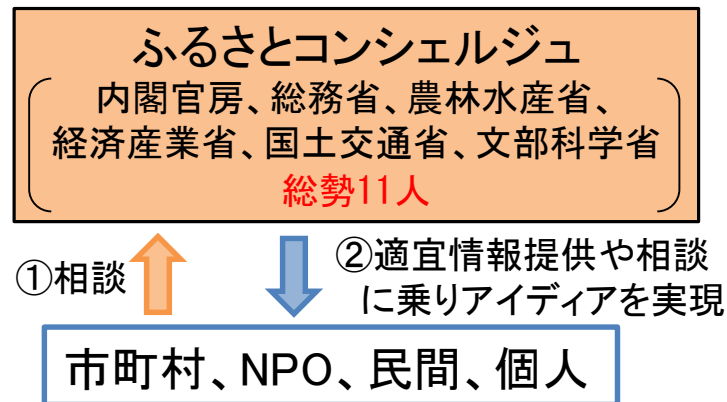 ふるさとコンシェルジュ
内閣官房、総務省、農林水産省、
経済産業省、国土交通省、文部科学省
総勢11人
①相談
②適宜情報提供や相談
に乗りアイディアを実現
市町村、NPO、民間、個人